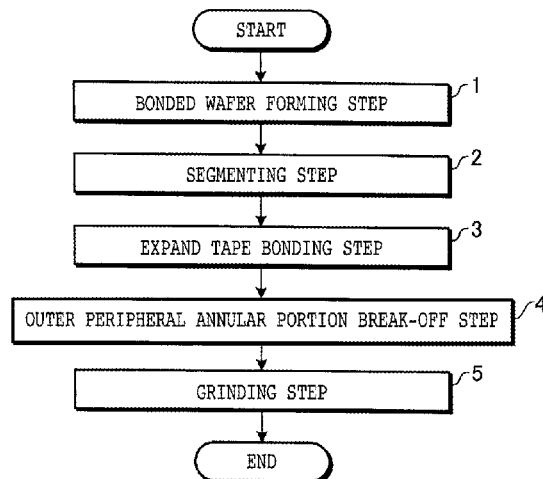 START
1
BONDED WAFER FORMING STEP
2
SEGMENTING STEP
3
EXPAND TAPE BONDING STEP
4
OUTER PERIPHERAL ANNULAR PORTION BREAK-OFF STEP
5
GRINDING STEP
END